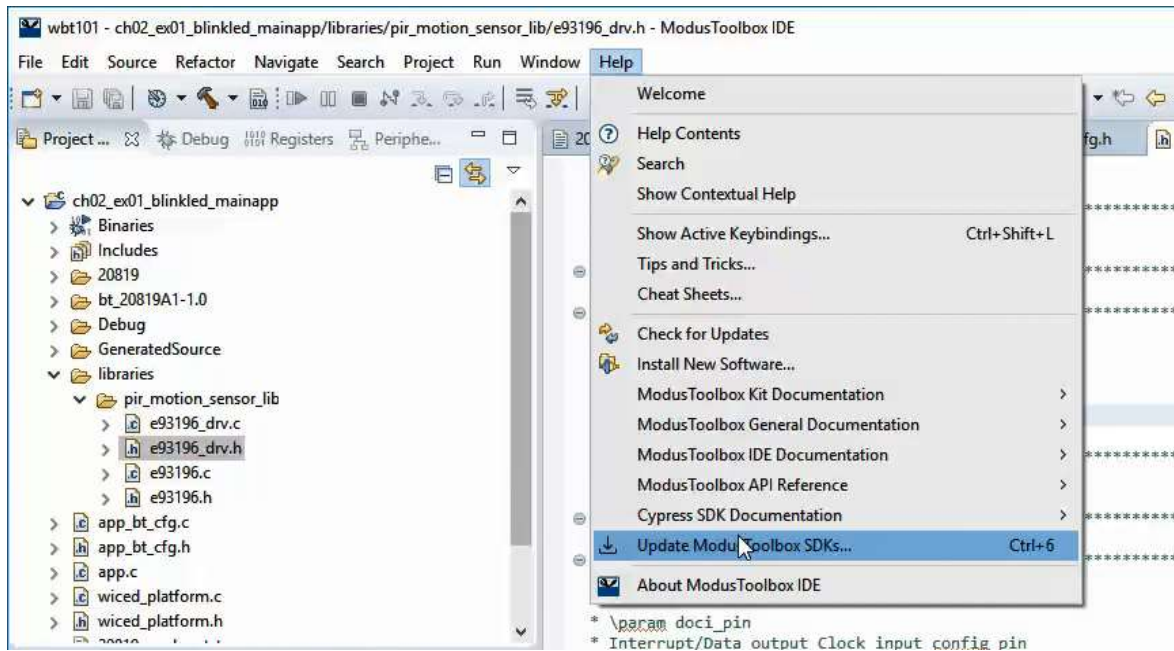 wbt101 - ch02_ex01_blinkled_mainapp/libraries/pir_motion_sensor_lib/e93196_drv.h - ModusToolbox IDE
File Edit Source Refactor Navigate Search Project Run Window Help
Project ... Debug Registers Periphe...
ch02_ex01_blinkled_mainapp
Binaries
Includes
20819
bt_20819A1-1.0
Debug
GeneratedSource
libraries
pir_motion_sensor_lib
e93196_drv.c
e93196_drv.h
e93196.c
e93196.h
app_bt_cfg.c
app_bt_cfg.h
app.c
wiced_platform.c
wiced_platform.h
20
fg.h
Welcome
Help Contents
Search
Show Contextual Help
Show Active Keybindings... Ctrl+Shift+L
Tips and Tricks...
Cheat Sheets...
Check for Updates
Install New Software...
ModusToolbox Kit Documentation
ModusToolbox General Documentation
ModusToolbox IDE Documentation
ModusToolbox API Reference
Cypress SDK Documentation
Update ModusToolbox SDKs... Ctrl+6
About ModusToolbox IDE
* \param doci_pin
* Interrupt/Data output Clock input config pin